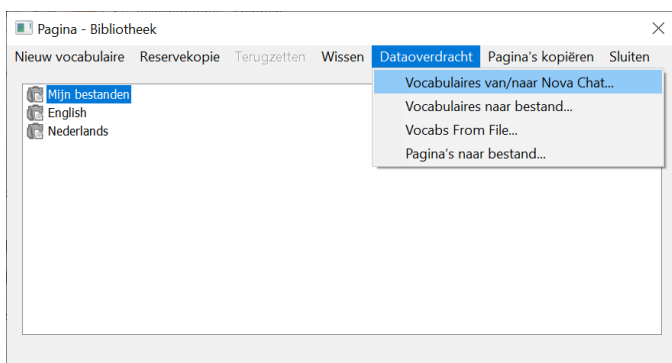 Pagina - Bibliotheek
Nieuw vocabulaire Reservekopie Terugzetten Wissen Dataoverdracht Pagina's kopiëren Sluiten
Mijn bestanden
English
Nederlands
Vocabulaires van/naar Nova Chat...
Vocabulaires naar bestand...
Vocabs From File...
Pagina's naar bestand...